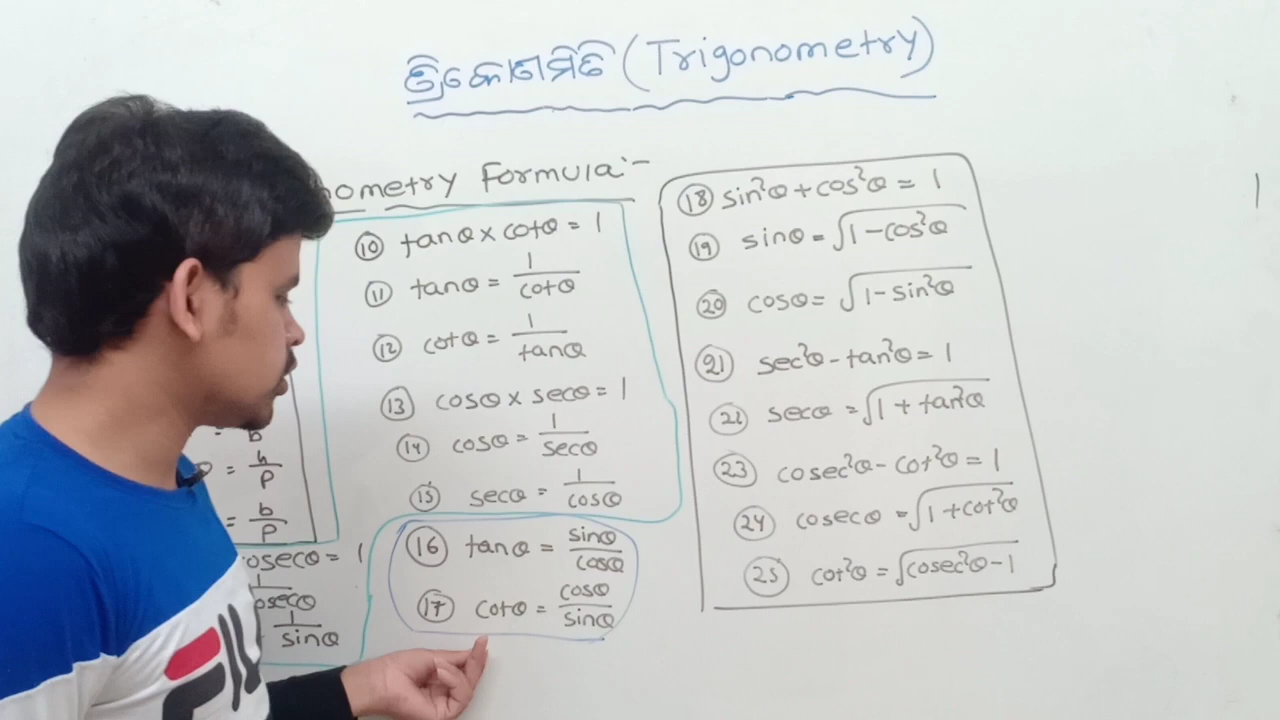 ତ୍ରିକୋଣମିତି (Trigonometry)
nometry Formula:-
= b
= h/p
= b/p
osecθ = 1
1/osecθ
1/sinθ
⑩ tanθ x cotθ = 1
⑪ tanθ = 1/cotθ
⑫ cotθ = 1/tanθ
⑬ cosθ x secθ = 1
⑭ cosθ = 1/secθ
⑮ secθ = 1/cosθ
⑯ tanθ = sinθ/cosθ
⑰ cotθ = cosθ/sinθ
⑱ sin²θ + cos²θ = 1
⑲ sinθ = √1-cos²θ
⑳ cosθ = √1-sin²θ
㉑ sec²θ - tan²θ = 1
secθ = √1 + tan²θ
㉓ cosec²θ - cot²θ = 1
㉔ cosecθ = √1+cot²θ
㉕ cot²θ = √cosec²θ-1
FIL